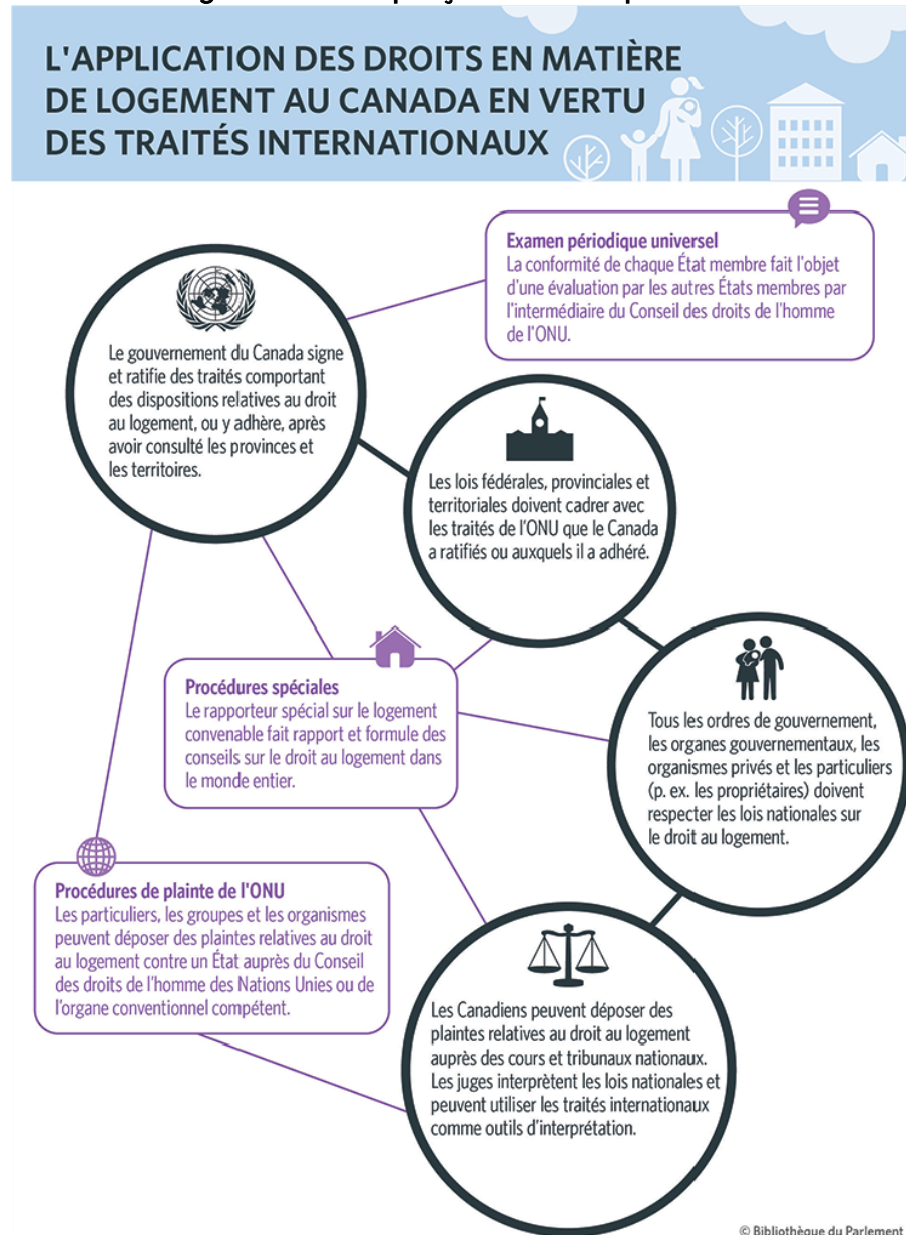 L'APPLICATION DES DROITS EN MATIÈRE
DE LOGEMENT AU CANADA EN VERTU
DES TRAITÉS INTERNATIONAUX
Examen périodique universel
La conformité de chaque État membre fait l'objet
d'une évaluation par les autres États membres par
l'intermédiaire du Conseil des droits de l'homme
de l'ONU.
Le gouvernement du Canada signe
et ratifie des traités comportant
des dispositions relatives au droit
au logement, ou y adhère, après
avoir consulté les provinces et
les territoires.
Les lois fédérales, provinciales et
territoriales doivent cadrer avec
les traités de l'ONU que le Canada
a ratifiés ou auxquels il a adhéré.
Procédures spéciales
Le rapporteur spécial sur le logement
convenable fait rapport et formule des
conseils sur le droit au logement dans
le monde entier.
Tous les ordres de gouvernement,
les organes gouvernementaux, les
organismes privés et les particuliers
(p. ex. les propriétaires) doivent
respecter les lois nationales sur
le droit au logement.
Procédures de plainte de l'ONU
Les particuliers, les groupes et les organismes
peuvent déposer des plaintes relatives au droit
au logement contre un État auprès du Conseil
des droits de l'homme des Nations Unies ou de
l'organe conventionnel compétent.
Les Canadiens peuvent déposer des
plaintes relatives au droit au logement
auprès des cours et tribunaux nationaux.
Les juges interprètent les lois nationales et
peuvent utiliser les traités internationaux
comme outils d'interprétation.
© Bibliothèque du Parlement